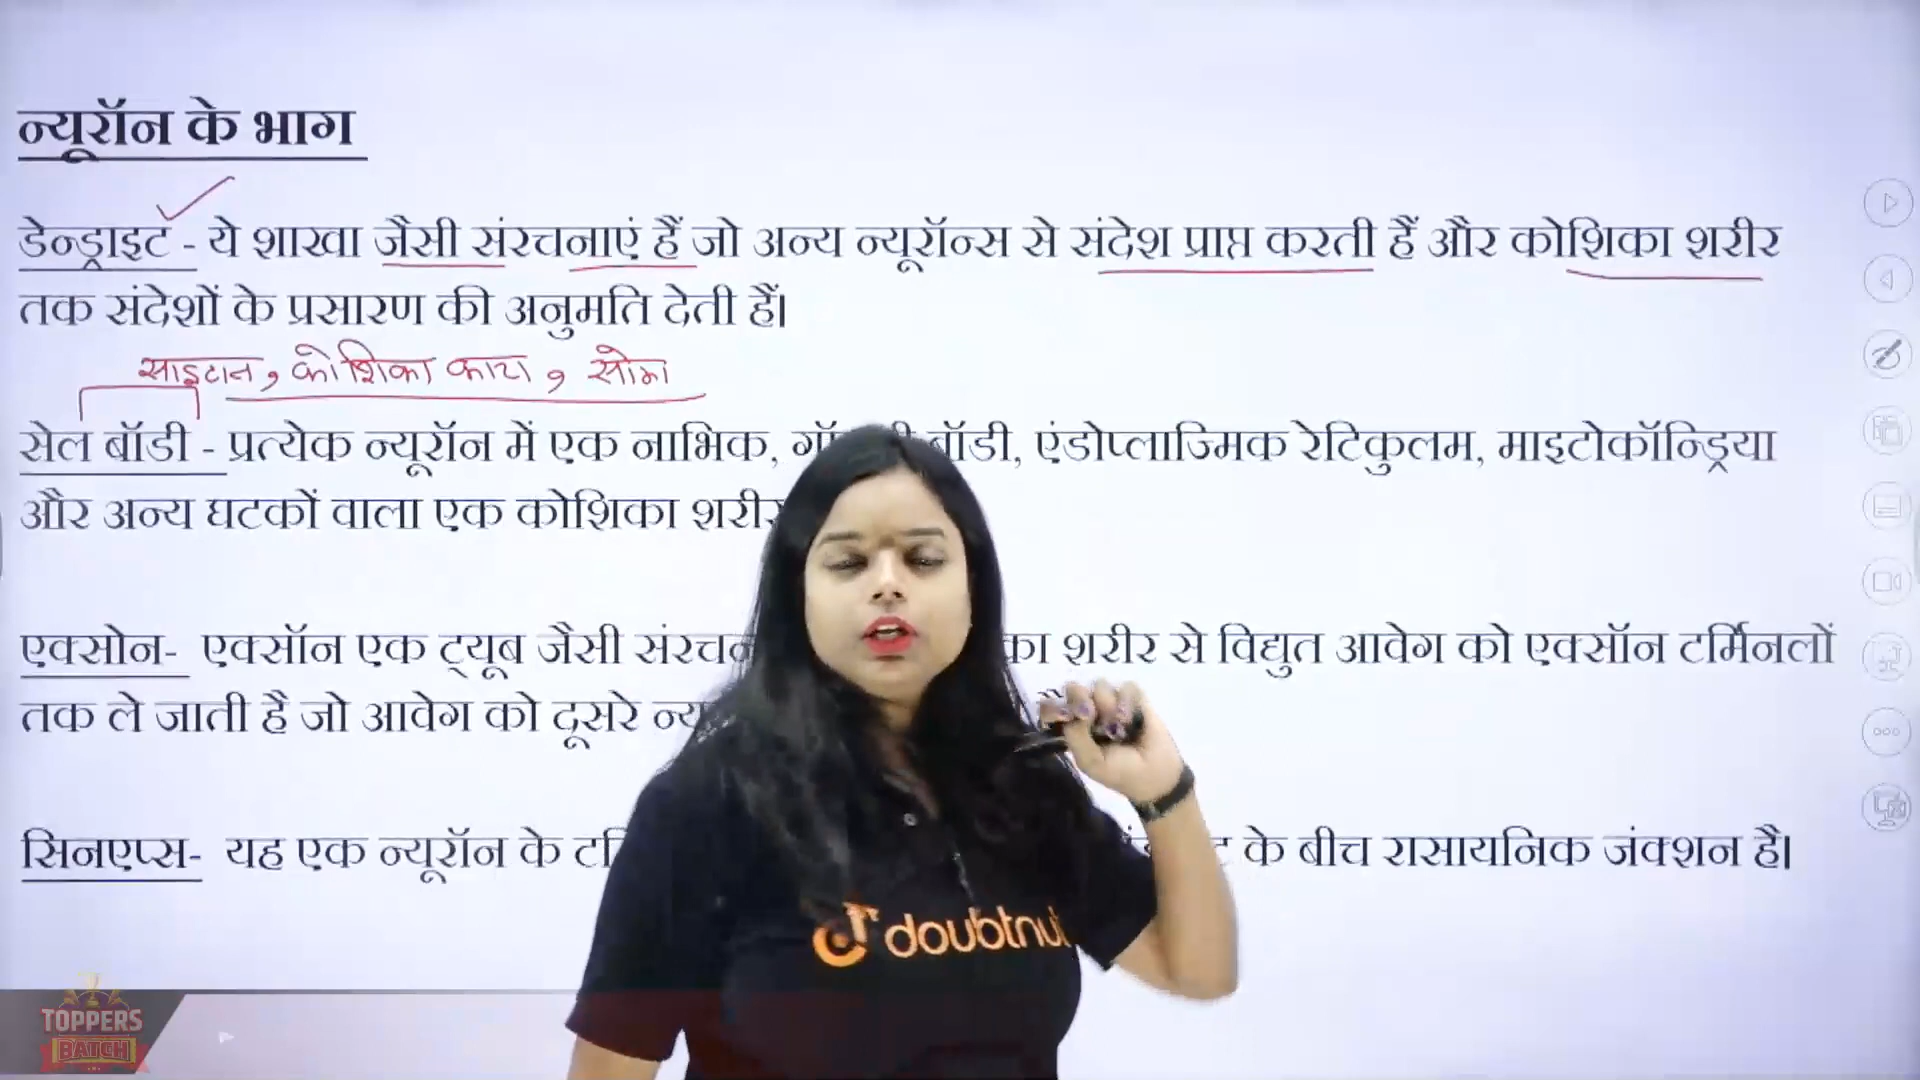 न्यूरॉन के भाग
डेन्ड्राइट - ये शाखा जैसी संरचनाएं हैं जो अन्य न्यूरॉन्स से संदेश प्राप्त करती हैं और कोशिका शरीर
तक संदेशों के प्रसारण की अनुमति देती हैं।
साइटान, कोशिका काय, सोमा
सेल बॉडी - प्रत्येक न्यूरॉन में एक नाभिक, बॉडी, एंडोप्लाज्मिक रेटिकुलम, माइटोकॉन्ड्रिया
और अन्य घटकों वाला एक कोशिका शरीर
एक्सोन- एक्सॉन एक ट्यूब जैसी शरीर से विद्युत आवेग को एक्सॉन टर्मिनलों
तक ले जाती है जो आवेग को दूसरे
सिनएप्स- यह एक न्यूरॉन के के बीच रासायनिक जंक्शन है।
doubtnut
TOPPERS
BATCH